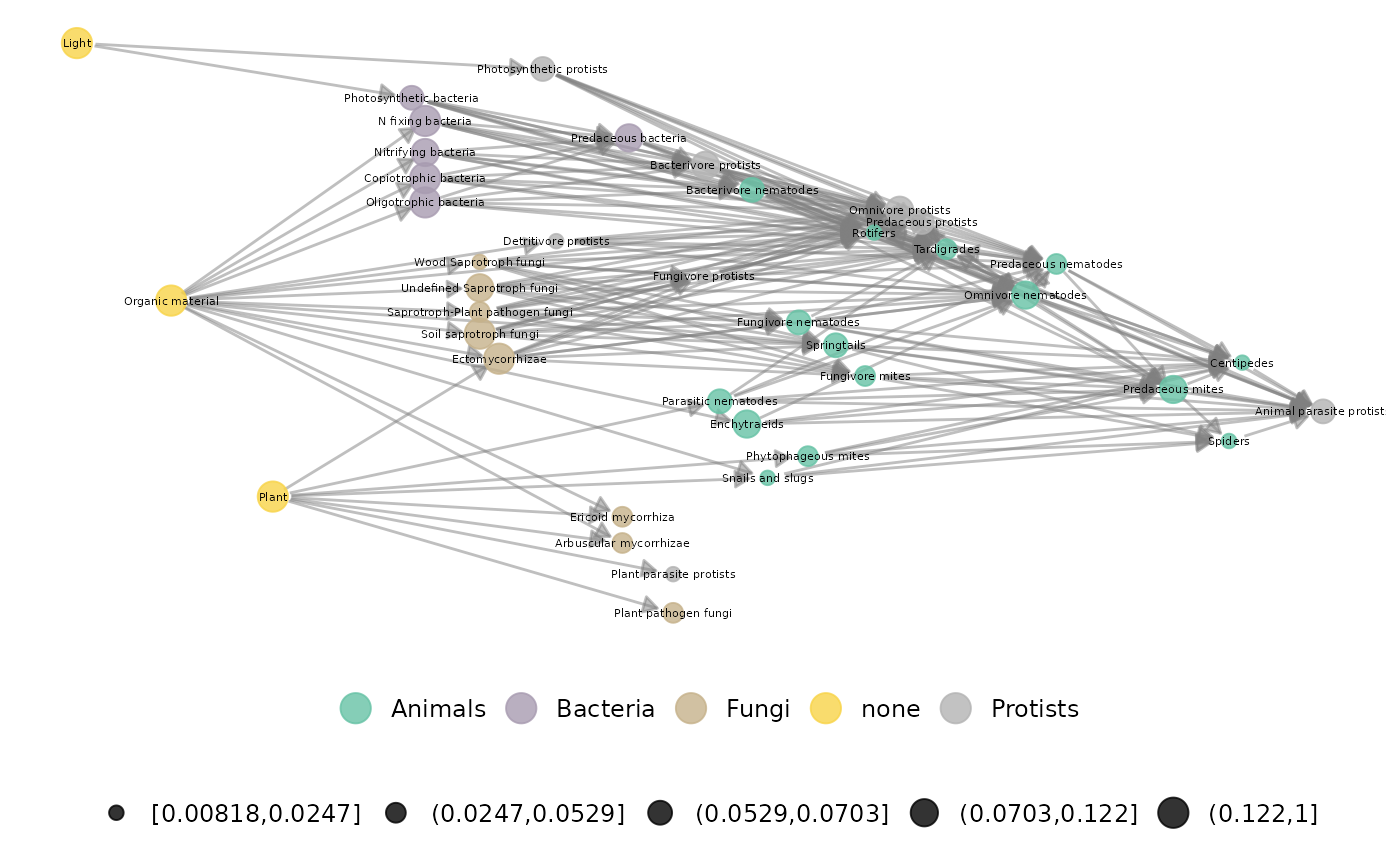 Light
Photosynthetic protists
Photosynthetic bacteria
N fixing bacteria
Predaceous bacteria
Nitrifying bacteria
Bacterivore protists
Copiotrophic bacteria
Bacterivore nematodes
Oligotrophic bacteria
Omnivore protists
Predaceous protists
Rotifers
Detritivore protists
Tardigrades
Wood Saprotroph fungi
Predaceous nematodes
Fungivore protists
Undefined Saprotroph fungi
Omnivore nematodes
Organic material
Saprotroph-Plant pathogen fungi
Fungivore nematodes
Soil saprotroph fungi
Springtails
Ectomycorrhizae
Centipedes
Fungivore mites
Predaceous mites
Parasitic nematodes
Animal parasite protist
Enchytraeids
Spiders
Phytophageous mites
Snails and slugs
Plant
Ericoid mycorrhiza
Arbuscular mycorrhizae
Plant parasite protists
Plant pathogen fungi
Animals Bacteria Fungi none Protists
[0.00818,0.0247] (0.0247,0.0529] (0.0529,0.0703] (0.0703,0.122] (0.122,1]